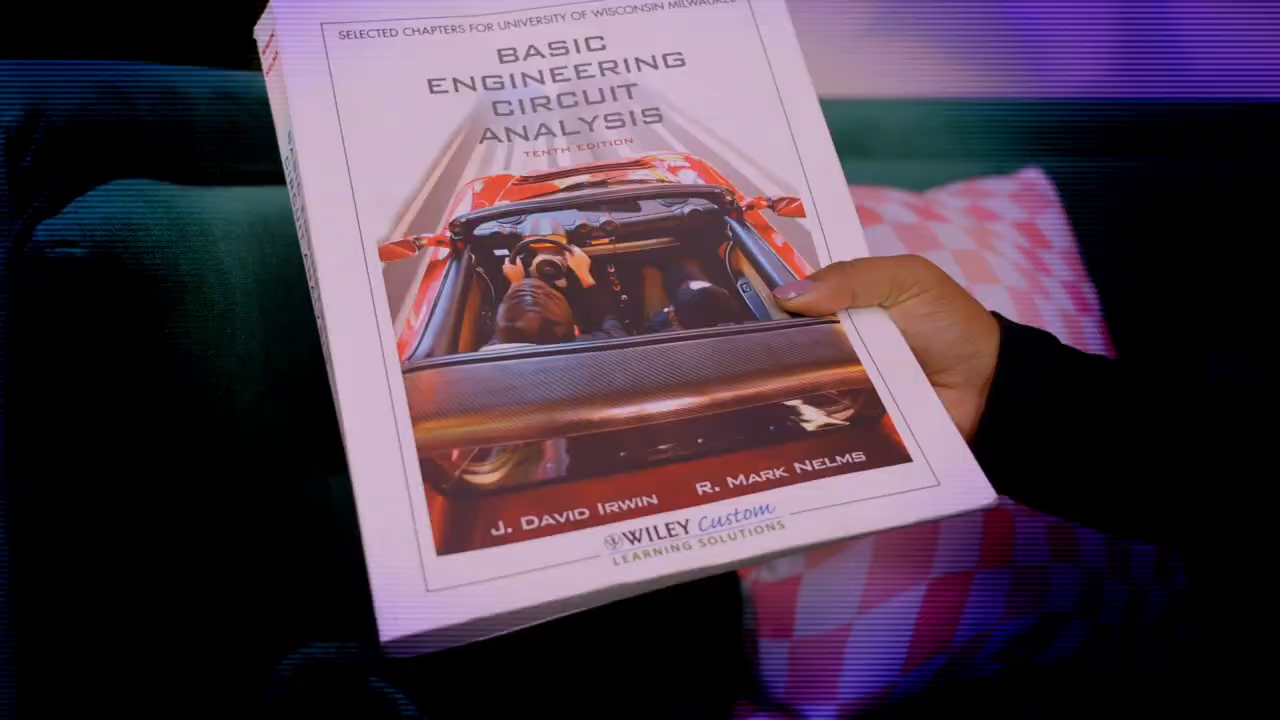 SELECTED CHAPTERS FOR UNIVERSITY OF WISCONSIN MILWAUKEE
BASIC
ENGINEERING
CIRCUIT
ANALYSIS
TENTH EDITION
J. DAVID IRWIN R. MARK NELMS
WILEY Custom
LEARNING SOLUTIONS